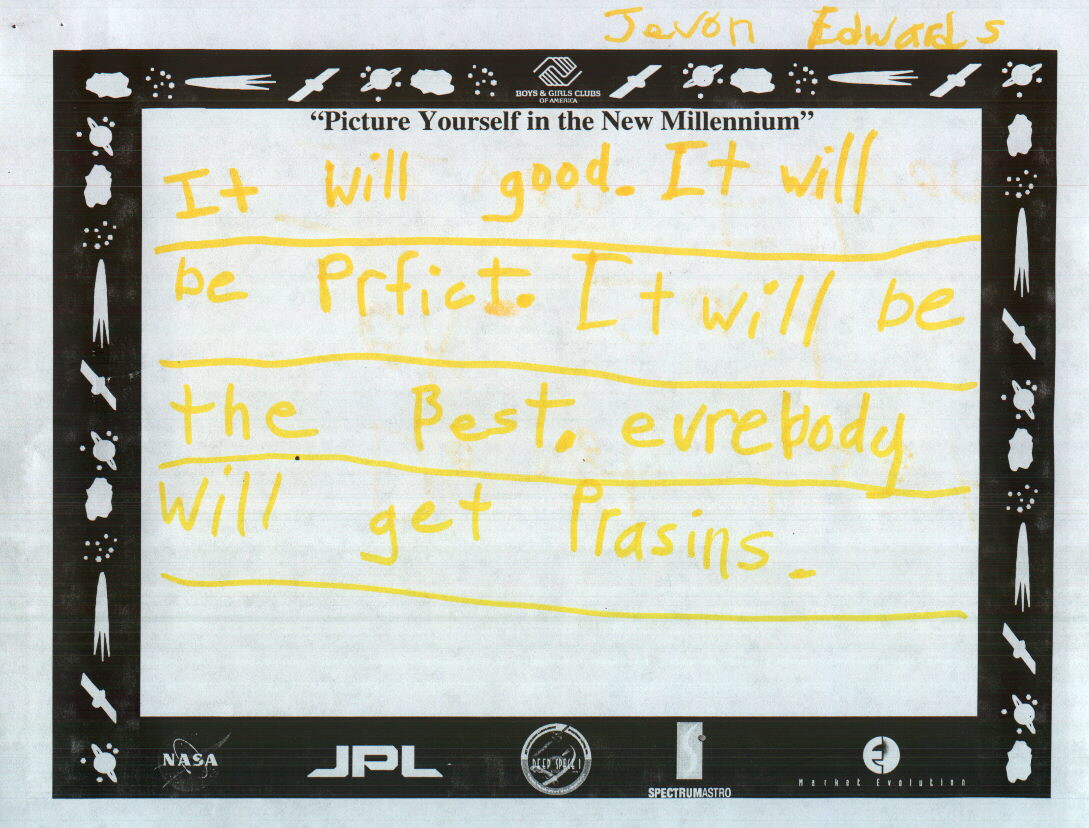 Jevon Edwards
BOYS & GIRLS CLUBS
OF AMERICA
“Picture Yourself in the New Millennium”
It will good. It will
be Prfict. It will be
the Best. evrebody
will get Prasins.
NASA
JPL
DEEP SPACE 1
SPECTRUMASTRO
Market Evolution